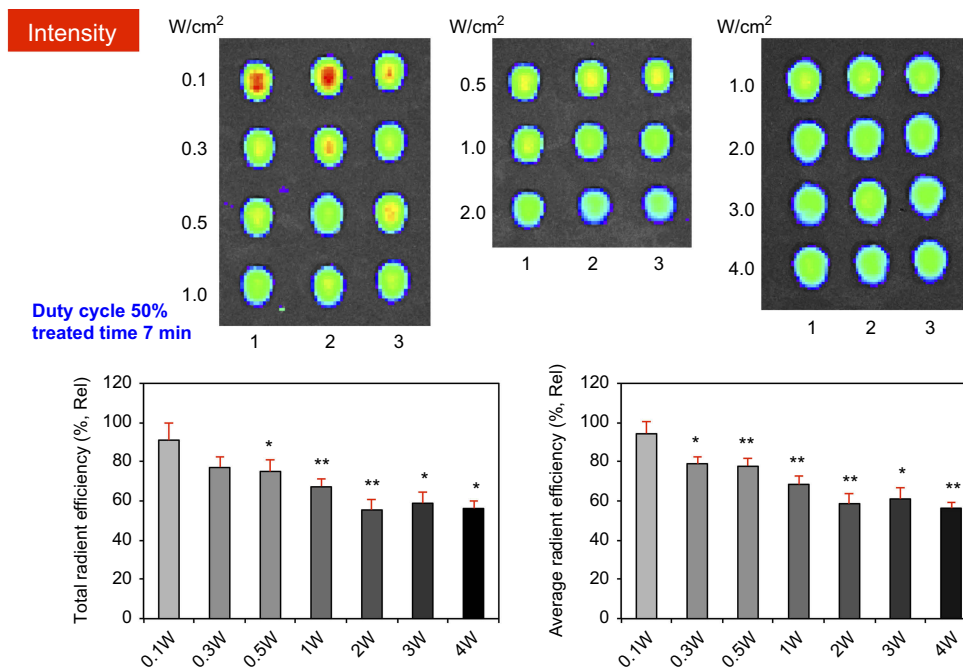 Intensity
W/cm²
0.1
0.3
0.5
1.0
1 2 3
W/cm²
0.5
1.0
2.0
1 2 3
W/cm²
1.0
2.0
3.0
4.0
1 2 3
Duty cycle 50%
treated time 7 min
Total radient efficiency (%, Rel)
120
100
80
60
40
20
0
* ** ** * *
0.1W 0.3W 0.5W 1W 2W 3W 4W
Average radient efficiency (%, Rel)
120
100
80
60
40
20
0
* ** ** ** * **
0.1W 0.3W 0.5W 1W 2W 3W 4W